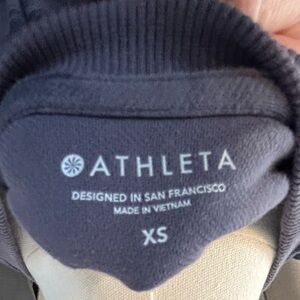 ATHLETA
DESIGNED IN SAN FRANCISCO
MADE IN VIETNAM
XS